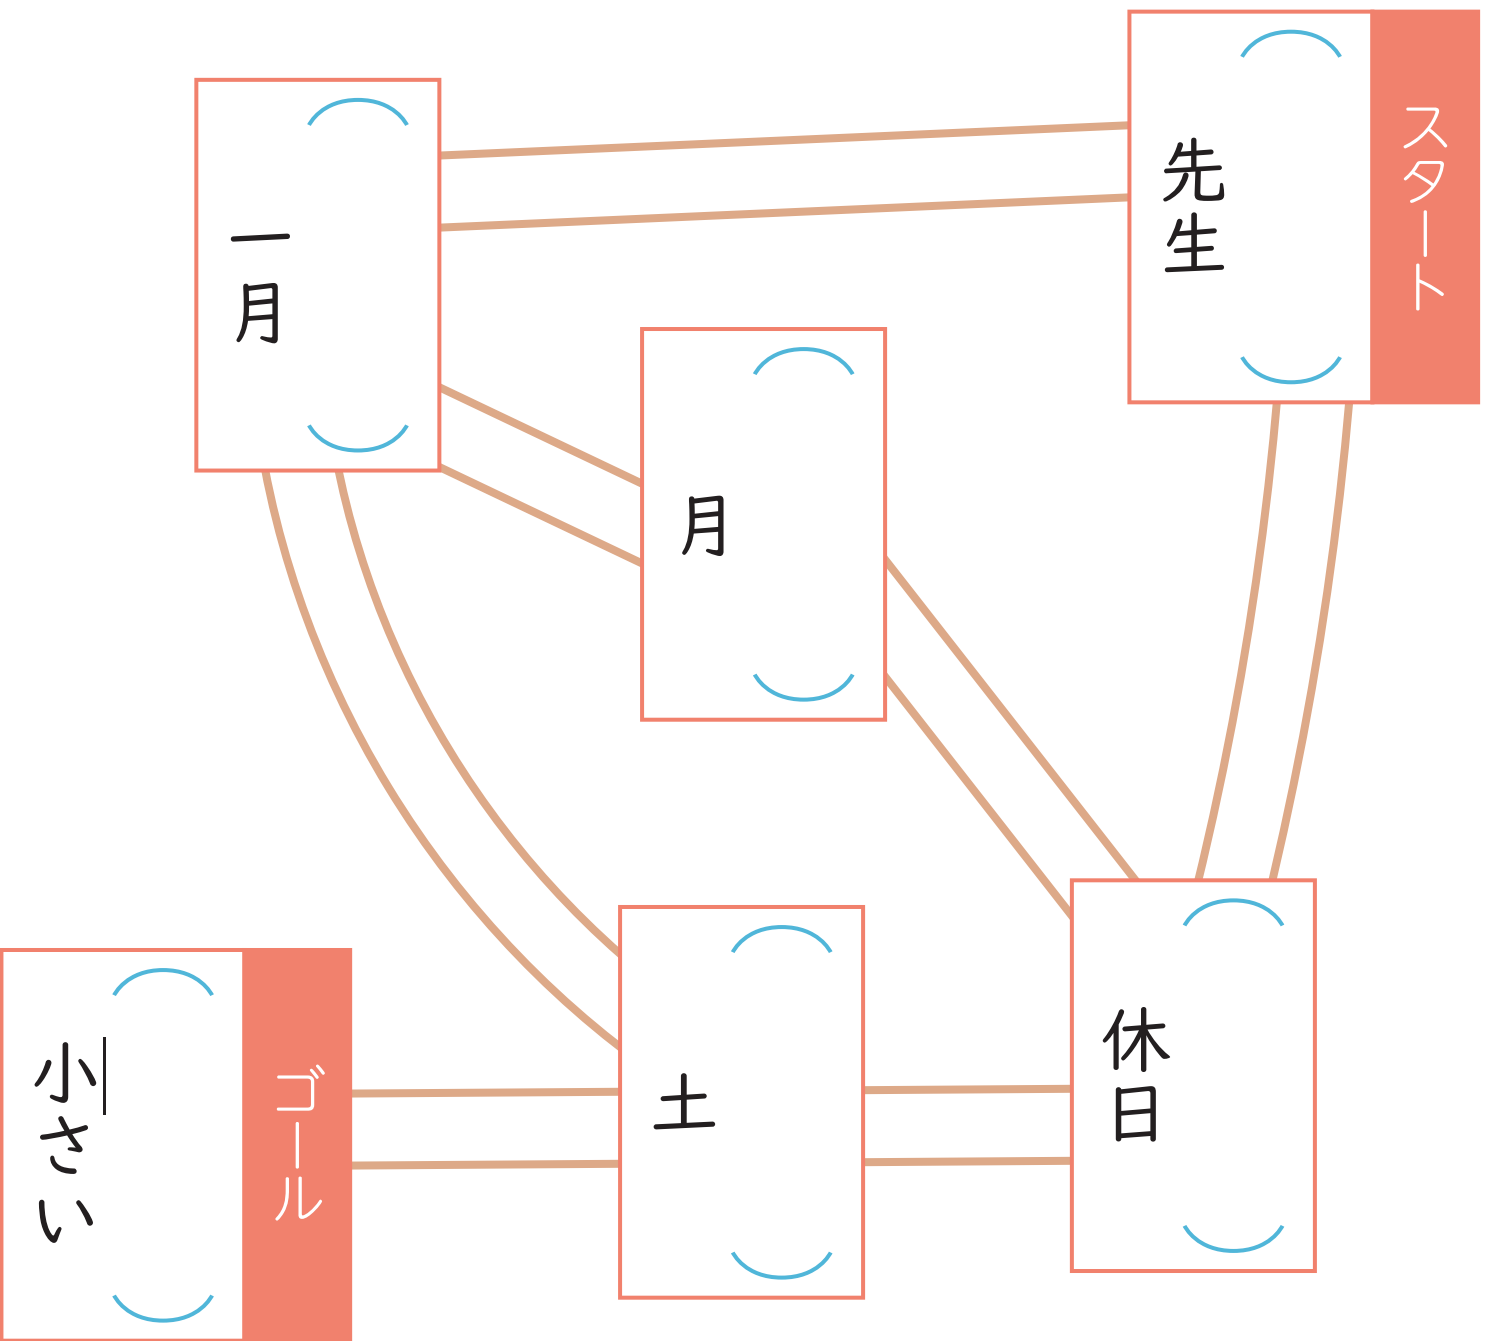 スタート
先生
一月
月
休日
土
ゴール
小さい